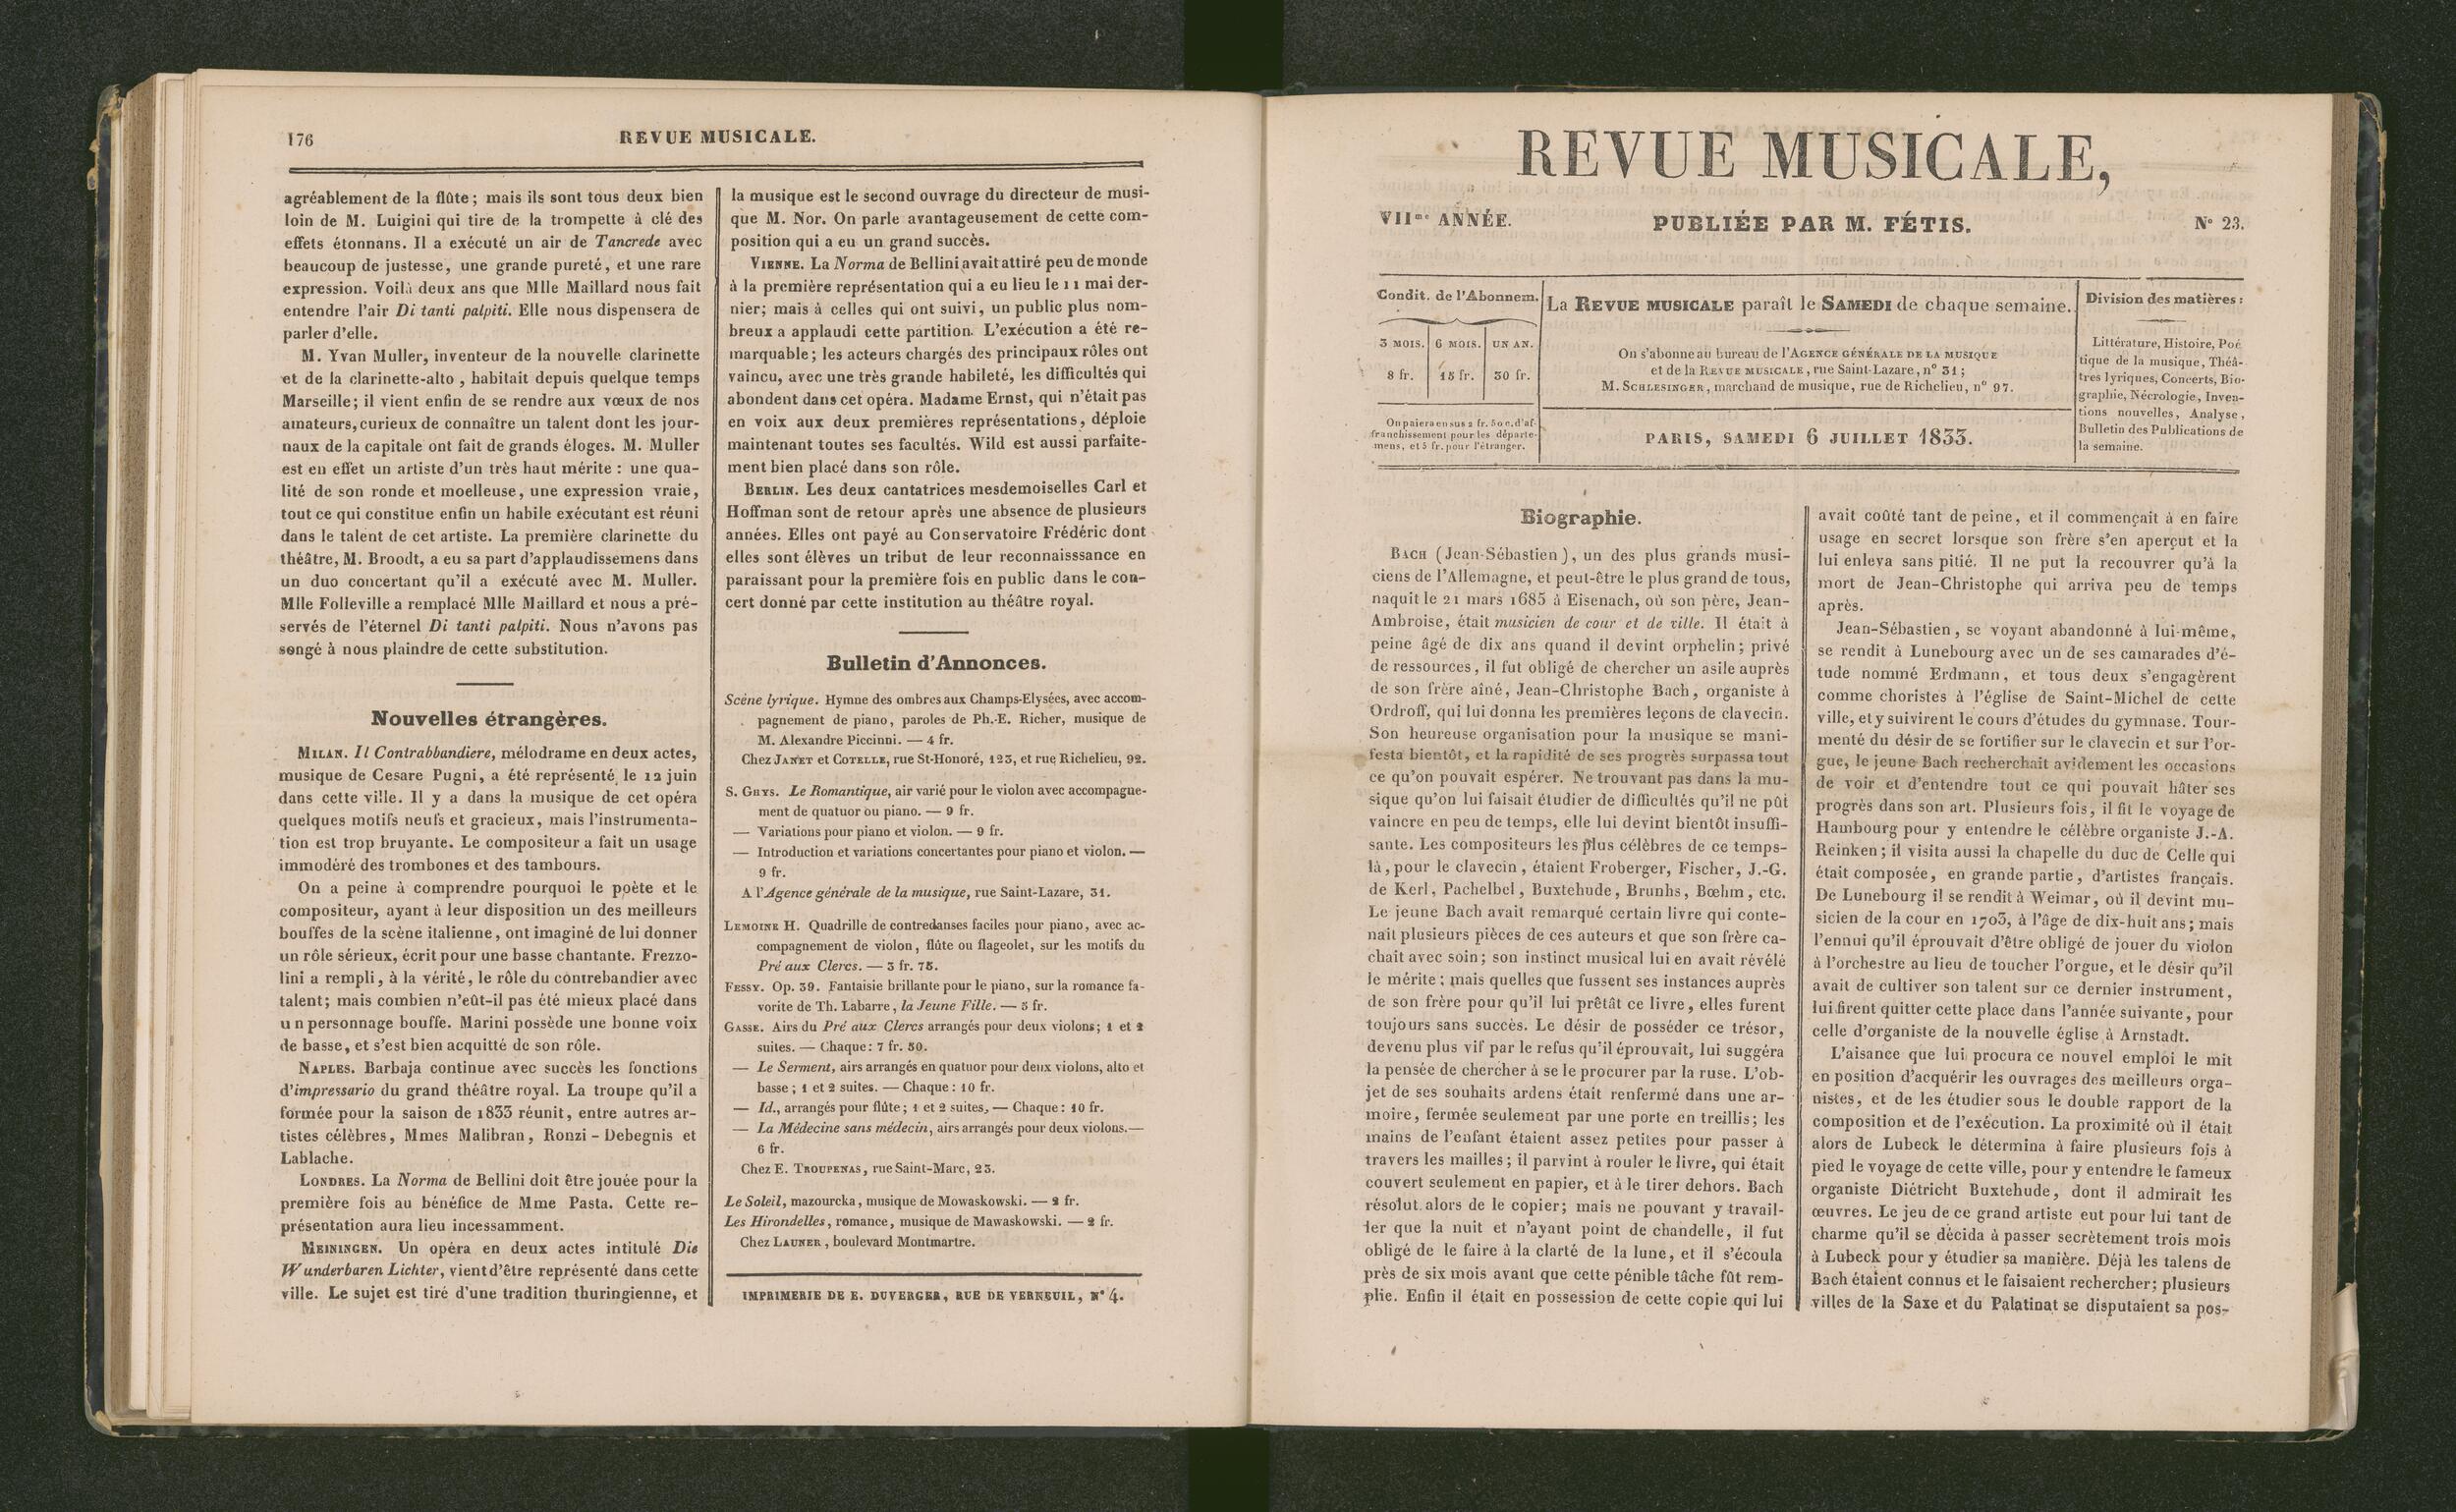 176
REVUE MUSICALE.
agréablement de la flûte ; mais ils sont tous deux bien
loin de M. Luigini qui tire de la trompette à clé des
effets étonnans. Il a exécuté un air de Tancrede avec
beaucoup de justesse, une grande pureté, et une rare
expression. Voilà deux ans que Mlle Maillard nous fait
entendre l'air Di tanti palpiti. Elle nous dispensera de
parler d'elle.
M. Yvan Muller, inventeur de la nouvelle clarinette
et de la clarinette-alto , habitait depuis quelque temps
Marseille ; il vient enfin de se rendre aux vœux de nos
amateurs, curieux de connaître un talent dont les jour-
naux de la capitale ont fait de grands éloges. M. Muller
est en effet un artiste d'un très haut mérite : une qua-
lité de son ronde et moelleuse, une expression vraie,
tout ce qui constitue enfin un habile exécutant est réuni
dans le talent de cet artiste. La première clarinette du
théâtre, M. Broodt, a eu sa part d'applaudissemens dans
un duo concertant qu'il a exécuté avec M. Muller.
Mlle Folleville a remplacé Mlle Maillard et nous a pré-
servés de l'éternel Di tanti palpiti. Nous n'avons pas
songé à nous plaindre de cette substitution.
Nouvelles étrangères.
MILAN. Il Contrabbandiere, mélodrame en deux actes,
musique de Cesare Pugni, a été représenté le 12 juin
dans cette ville. Il y a dans la musique de cet opéra
quelques motifs neufs et gracieux, mais l'instrumenta-
tion est trop bruyante. Le compositeur a fait un usage
immodéré des trombones et des tambours.
On a peine à comprendre pourquoi le poète et le
compositeur, ayant à leur disposition un des meilleurs
bouffes de la scène italienne, ont imaginé de lui donner
un rôle sérieux, écrit pour une basse chantante. Frezzo-
lini a rempli, à la vérité, le rôle du contrebandier avec
talent; mais combien n'eût-il pas été mieux placé dans
un personnage bouffe. Marini possède une bonne voix
de basse, et s'est bien acquitté de son rôle.
NAPLES. Barbaja continue avec succès les fonctions
d'impressario du grand théâtre royal. La troupe qu'il a
formée pour la saison de 1833 réunit, entre autres ar-
tistes célèbres, Mmes Malibran, Ronzi-Debegnis et
Lablache.
LONDRES. La Norma de Bellini doit être jouée pour la
première fois au bénéfice de Mme Pasta. Cette re-
présentation aura lieu incessamment.
MEININGEN. Un opéra en deux actes intitulé Die
Wunderbaren Lichter, vient d'être représenté dans cette
ville. Le sujet est tiré d'une tradition thuringienne, et
la musique est le second ouvrage du directeur de musi-
que M. Nor. On parle avantageusement de cette com-
position qui a eu un grand succès.
VIENNE. La Norma de Bellini avait attiré peu de monde
à la première représentation qui a eu lieu le 11 mai der-
nier; mais à celles qui ont suivi, un public plus nom-
breux a applaudi cette partition. L'exécution a été re-
marquable ; les acteurs chargés des principaux rôles ont
vaincu, avec une très grande habileté, les difficultés qui
abondent dans cet opéra. Madame Ernst, qui n'était pas
en voix aux deux premières représentations, déploie
maintenant toutes ses facultés. Wild est aussi parfaite-
ment bien placé dans son rôle.
BERLIN. Les deux cantatrices mesdemoiselles Carl et
Hoffman sont de retour après une absence de plusieurs
années. Elles ont payé au Conservatoire Frédéric dont
elles sont élèves un tribut de leur reconnaisssance en
paraissant pour la première fois en public dans le con-
cert donné par cette institution au théâtre royal.
Bulletin d'Annonces.
Scène lyrique. Hymne des ombres aux Champs-Elysées, avec accom-
pagnement de piano, paroles de Ph.-E. Richer, musique de
M. Alexandre Piccinni. — 4 fr.
Chez JANET et COTELLE, rue St-Honoré, 123, et rue Richelieu, 92.
S. GHYS. Le Romantique, air varié pour le violon avec accompagne-
ment de quatuor ou piano. — 9 fr.
— Variations pour piano et violon. — 9 fr.
— Introduction et variations concertantes pour piano et violon. —
9 fr.
A l'Agence générale de la musique, rue Saint-Lazare, 31.
LEMOINE H. Quadrille de contredanses faciles pour piano, avec ac-
compagnement de violon, flûte ou flageolet, sur les motifs du
Pré aux Clercs. — 3 fr. 75.
FESSY. Op. 39. Fantaisie brillante pour le piano, sur la romance fa-
vorite de Th. Labarre, la Jeune Fille. — 5 fr.
GASSE. Airs du Pré aux Clercs arrangés pour deux violons; 1 et 2
suites. — Chaque: 7 fr. 50.
— Le Serment, airs arrangés en quatuor pour deux violons, alto et
basse ; 1 et 2 suites. — Chaque : 10 fr.
— Id., arrangés pour flûte ; 1 et 2 suites, — Chaque : 10 fr.
— La Médecine sans médecin, airs arrangés pour deux violons.—
6 fr.
Chez E. TROUPENAS, rue Saint-Marc, 23.
Le Soleil, mazourcka, musique de Mowaskowski. — 2 fr.
Les Hirondelles, romance, musique de Mawaskowski. — 2 fr.
Chez LAUNER, boulevard Montmartre.
IMPRIMERIE DE E. DUVERGER, RUE DE VERNEUIL, N° 4.
REVUE MUSICALE,
VIIme ANNÉE.
PUBLIÉE PAR M. FÉTIS.
N° 23.
Condit. de l'Abonnem.
3 MOIS. 6 MOIS. UN AN.
8 fr. 15 fr. 30 fr.
On paiera en sus 2 fr. 50 c. d'af-
franchissement pour les départe-
mens, et 5 fr. pour l'étranger.
La REVUE MUSICALE paraît le SAMEDI de chaque semaine.
On s'abonne au bureau de l'AGENCE GÉNÉRALE DE LA MUSIQUE
et de la REVUE MUSICALE, rue Saint-Lazare, n° 31 ;
M. SCHLESINGER, marchand de musique, rue de Richelieu, n° 97.
PARIS, SAMEDI 6 JUILLET 1833.
Division des matières :
Littérature, Histoire, Poé
tique de la musique, Théâ-
tres lyriques, Concerts, Bio-
graphie, Nécrologie, Inven-
tions nouvelles, Analyse,
Bulletin des Publications de
la semaine.
Biographie.
BACH (Jean-Sébastien), un des plus grands musi-
ciens de l'Allemagne, et peut-être le plus grand de tous,
naquit le 21 mars 1685 à Eisenach, où son père, Jean-
Ambroise, était musicien de cour et de ville. Il était à
peine âgé de dix ans quand il devint orphelin ; privé
de ressources, il fut obligé de chercher un asile auprès
de son frère aîné, Jean-Christophe Bach, organiste à
Ordroff, qui lui donna les premières leçons de clavecin.
Son heureuse organisation pour la musique se mani-
festa bientôt, et la rapidité de ses progrès surpassa tout
ce qu'on pouvait espérer. Ne trouvant pas dans la mu-
sique qu'on lui faisait étudier de difficultés qu'il ne pût
vaincre en peu de temps, elle lui devint bientôt insuffi-
sante. Les compositeurs les plus célèbres de ce temps-
là, pour le clavecin, étaient Froberger, Fischer, J.-G.
de Kerl, Pachelbel, Buxtehude, Brunhs, Bœhm, etc.
Le jeune Bach avait remarqué certain livre qui conte-
nait plusieurs pièces de ces auteurs et que son frère ca-
chait avec soin ; son instinct musical lui en avait révélé
le mérite ; mais quelles que fussent ses instances auprès
de son frère pour qu'il lui prêtât ce livre, elles furent
toujours sans succès. Le désir de posséder ce trésor,
devenu plus vif par le refus qu'il éprouvait, lui suggéra
la pensée de chercher à se le procurer par la ruse. L'ob-
jet de ses souhaits ardens était renfermé dans une ar-
moire, fermée seulement par une porte en treillis ; les
mains de l'enfant étaient assez petites pour passer à
travers les mailles ; il parvint à rouler le livre, qui était
couvert seulement en papier, et à le tirer dehors. Bach
résolut alors de le copier; mais ne pouvant y travail-
ler que la nuit et n'ayant point de chandelle, il fut
obligé de le faire à la clarté de la lune, et il s'écoula
près de six mois avant que cette pénible tâche fût rem-
plie. Enfin il était en possession de cette copie qui lui
avait coûté tant de peine, et il commençait à en faire
usage en secret lorsque son frère s'en aperçut et la
lui enleva sans pitié. Il ne put la recouvrer qu'à la
mort de Jean-Christophe qui arriva peu de temps
après.
Jean-Sébastien, se voyant abandonné à lui-même,
se rendit à Lunebourg avec un de ses camarades d'é-
tude nommé Erdmann, et tous deux s'engagèrent
comme choristes à l'église de Saint-Michel de cette
ville, et y suivirent le cours d'études du gymnase. Tour-
menté du désir de se fortifier sur le clavecin et sur l'or-
gue, le jeune Bach recherchait avidement les occasions
de voir et d'entendre tout ce qui pouvait hâter ses
progrès dans son art. Plusieurs fois, il fit le voyage de
Hambourg pour y entendre le célèbre organiste J.-A.
Reinken ; il visita aussi la chapelle du duc de Celle qui
était composée, en grande partie, d'artistes français.
De Lunebourg il se rendit à Weimar, où il devint mu-
sicien de la cour en 1703, à l'âge de dix-huit ans ; mais
l'ennui qu'il éprouvait d'être obligé de jouer du violon
à l'orchestre au lieu de toucher l'orgue, et le désir qu'il
avait de cultiver son talent sur ce dernier instrument,
lui firent quitter cette place dans l'année suivante, pour
celle d'organiste de la nouvelle église à Arnstadt.
L'aisance que lui procura ce nouvel emploi le mit
en position d'acquérir les ouvrages des meilleurs orga-
nistes, et de les étudier sous le double rapport de la
composition et de l'exécution. La proximité où il était
alors de Lubeck le détermina à faire plusieurs fois à
pied le voyage de cette ville, pour y entendre le fameux
organiste Diétricht Buxtehude, dont il admirait les
œuvres. Le jeu de ce grand artiste eut pour lui tant de
charme qu'il se décida à passer secrètement trois mois
à Lubeck pour y étudier sa manière. Déjà les talens de
Bach étaient connus et le faisaient rechercher; plusieurs
villes de la Saxe et du Palatinat se disputaient sa pos-